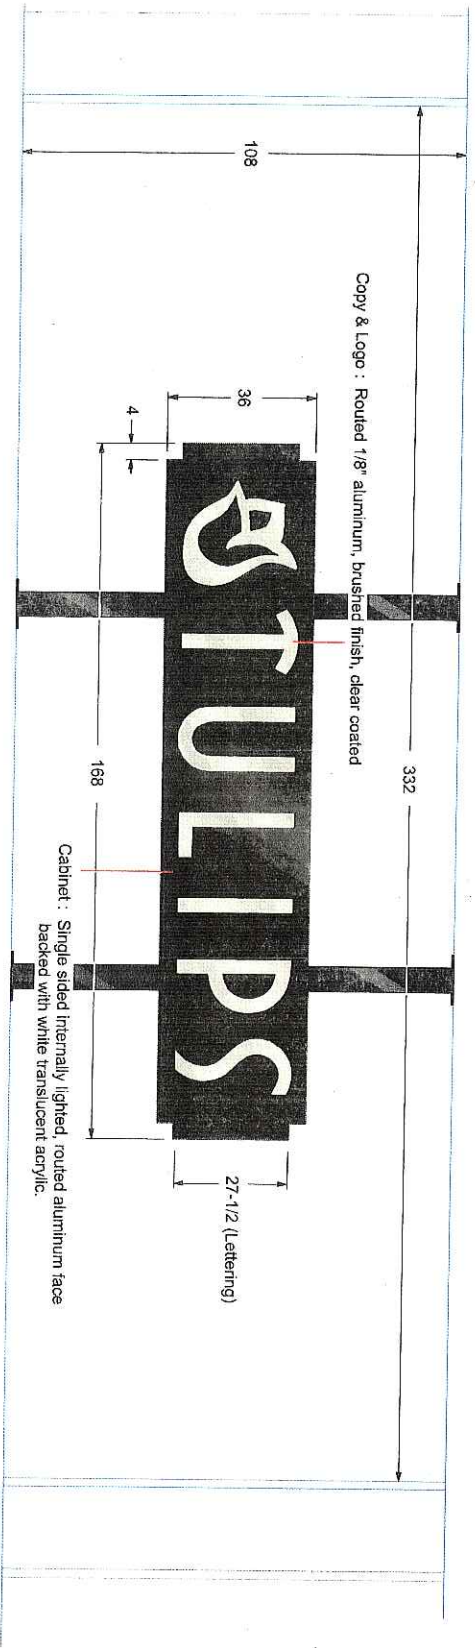 332
108
Copy & Logo : Routed 1/8" aluminum, brushed finish, clear coated
36
4
TULIPS
27-1/2 (Lettering)
168
Cabinet : Single sided internally lighted, routed aluminum face
backed with white translucent acrylic.